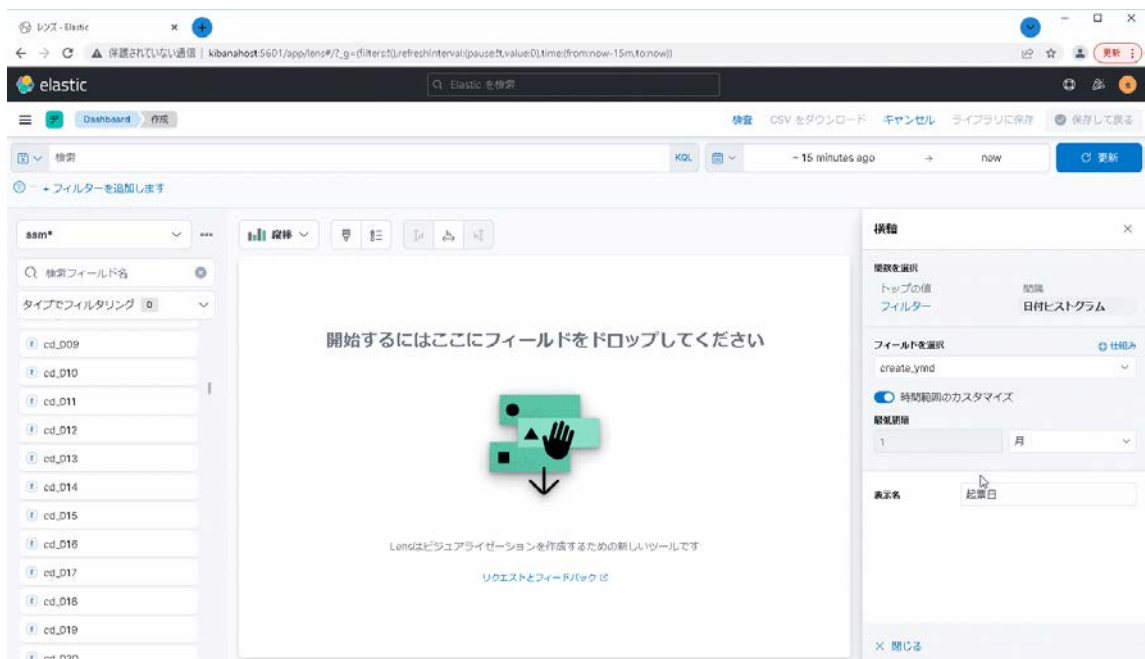 レンズ - Elastic
保護されていない通信 kibanahost:5601/app/lens#/?_g=(filters:!(),refreshInterval:(pause:!t,value:0),time:(from:now-15m,to:now))
更新
elastic
Elastic を検索
e
デ Dashboard 作成 検査 CSV をダウンロード キャンセル ライブラリに保存 保存して戻る
検索 KQL ~ 15 minutes ago → now 更新
+ フィルターを追加します
ssm*
検索フィールド名
タイプでフィルタリング 0
t cd_009
t cd_010
t cd_011
t cd_012
t cd_013
t cd_014
t cd_015
t cd_016
t cd_017
t cd_018
t cd_019
t cd_020
縦棒
開始するにはここにフィールドをドロップしてください
Lensはビジュアライゼーションを作成するための新しいツールです
リクエストとフィードバック
横軸
関数を選択
トップの値 間隔
フィルター 日付ヒストグラム
フィールドを選択 仕組み
create_ymd
時間範囲のカスタマイズ
最低間隔
1 月
表示名 起票日
× 閉じる